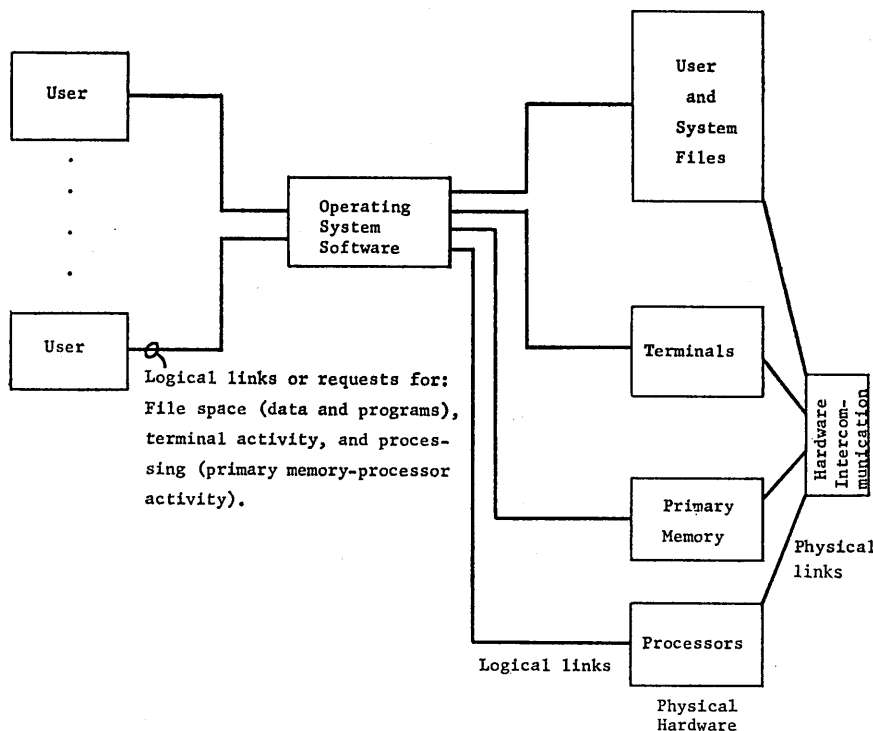 User
User
and
System
Files
Operating
System
Software
User
Terminals
Logical links or requests for:
File space (data and programs),
terminal activity, and proces-
sing (primary memory-processor
activity).
Hardware
Intercom-
munication
Primary
Memory
Physical
links
Processors
Logical links
Physical
Hardware